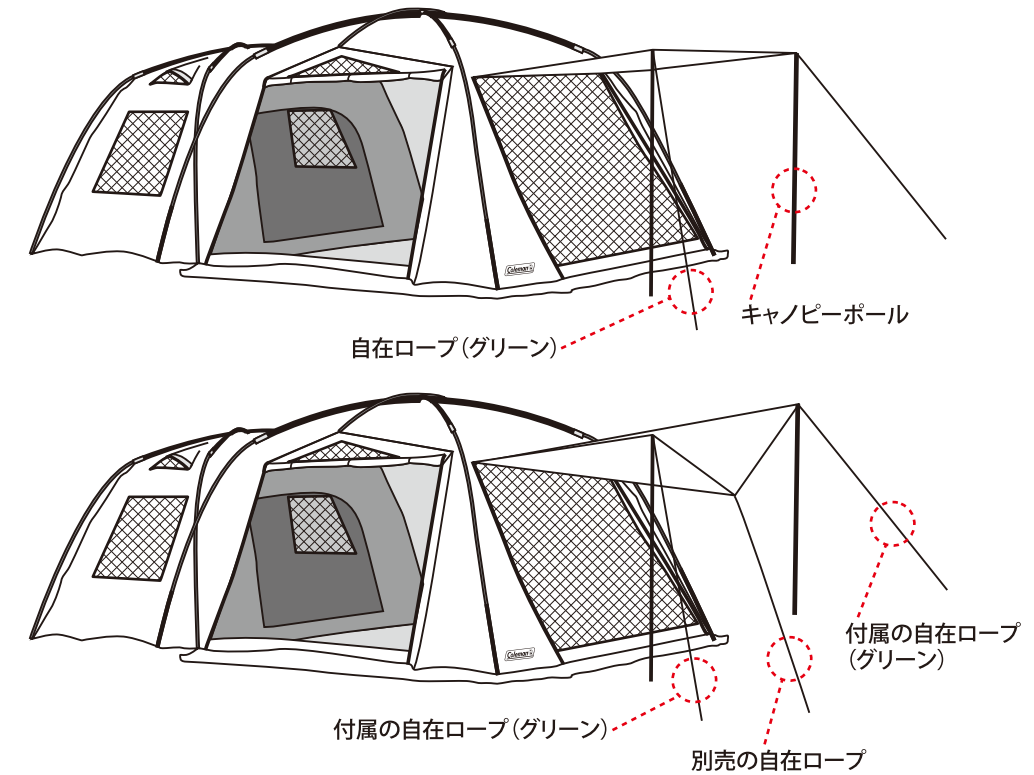 Coleman
キャノピーポール
自在ロープ（グリーン）
Coleman
付属の自在ロープ
（グリーン）
付属の自在ロープ（グリーン）
別売の自在ロープ